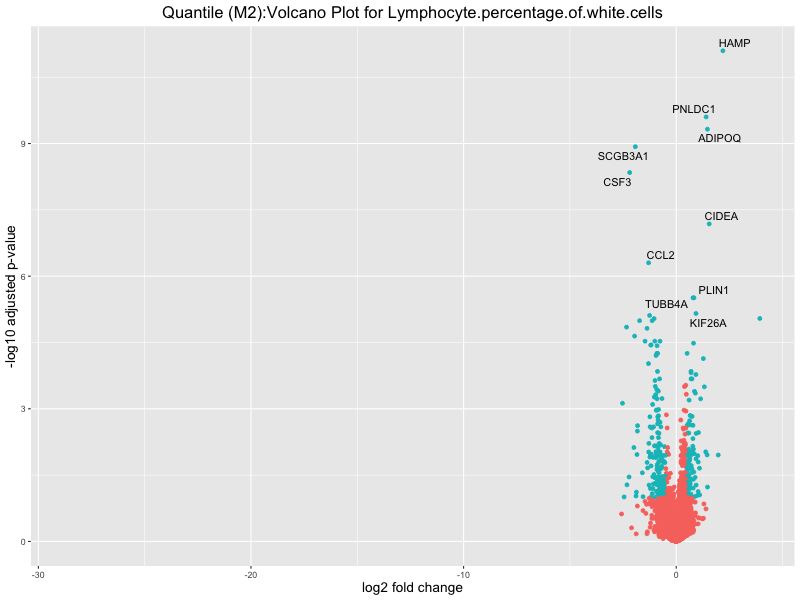 Quantile (M2):Volcano Plot for Lymphocyte.percentage.of.white.cells
HAMP
PNLDC1
ADIPOQ
9
SCGB3A1
CSF3
CIDEA
CCL2
6
PLIN1
TUBB4A
KIF26A
3
0
-log10 adjusted p-value
-30
-20
-10
0
log2 fold change